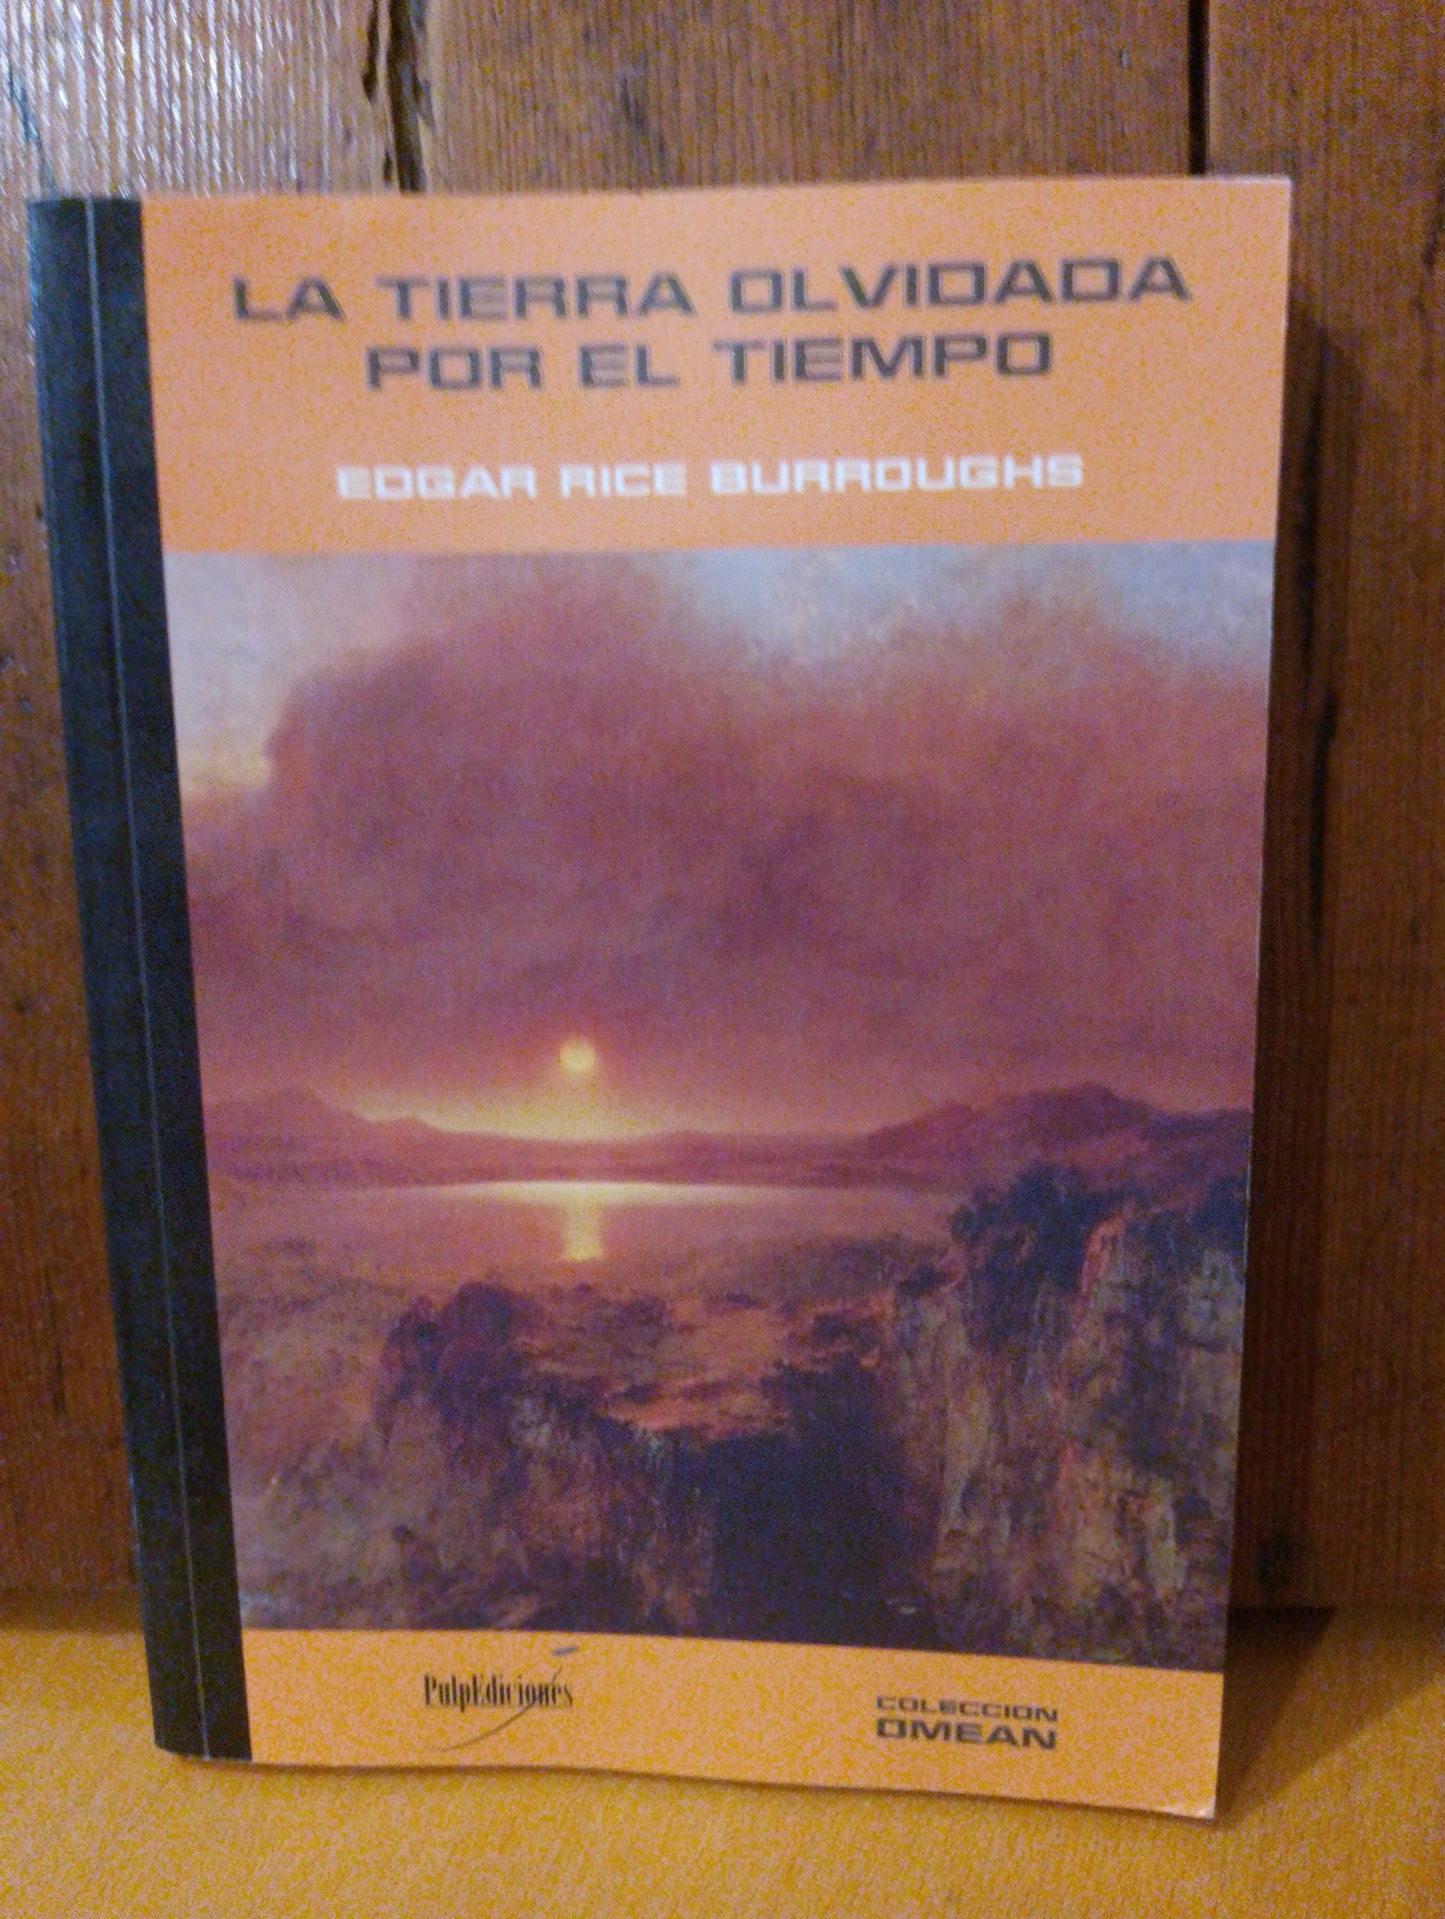 LA TIERRA OLVIDADA
POR EL TIEMPO
EDGAR RICE BURROUGHS
PulpEdiciones
COLECCION
OMEAN